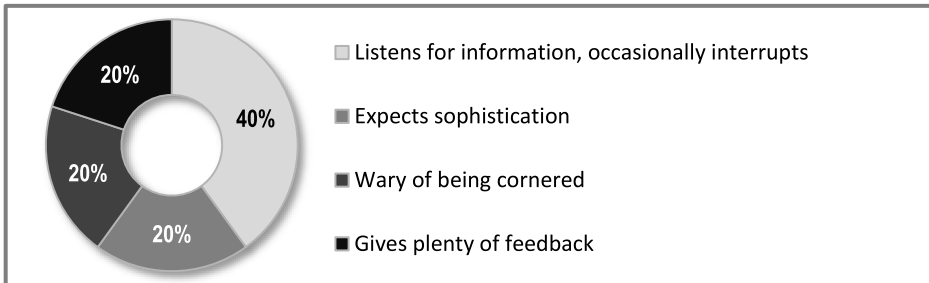 20%
40%
20%
20%
Listens for information, occasionally interrupts
Expects sophistication
Wary of being cornered
Gives plenty of feedback